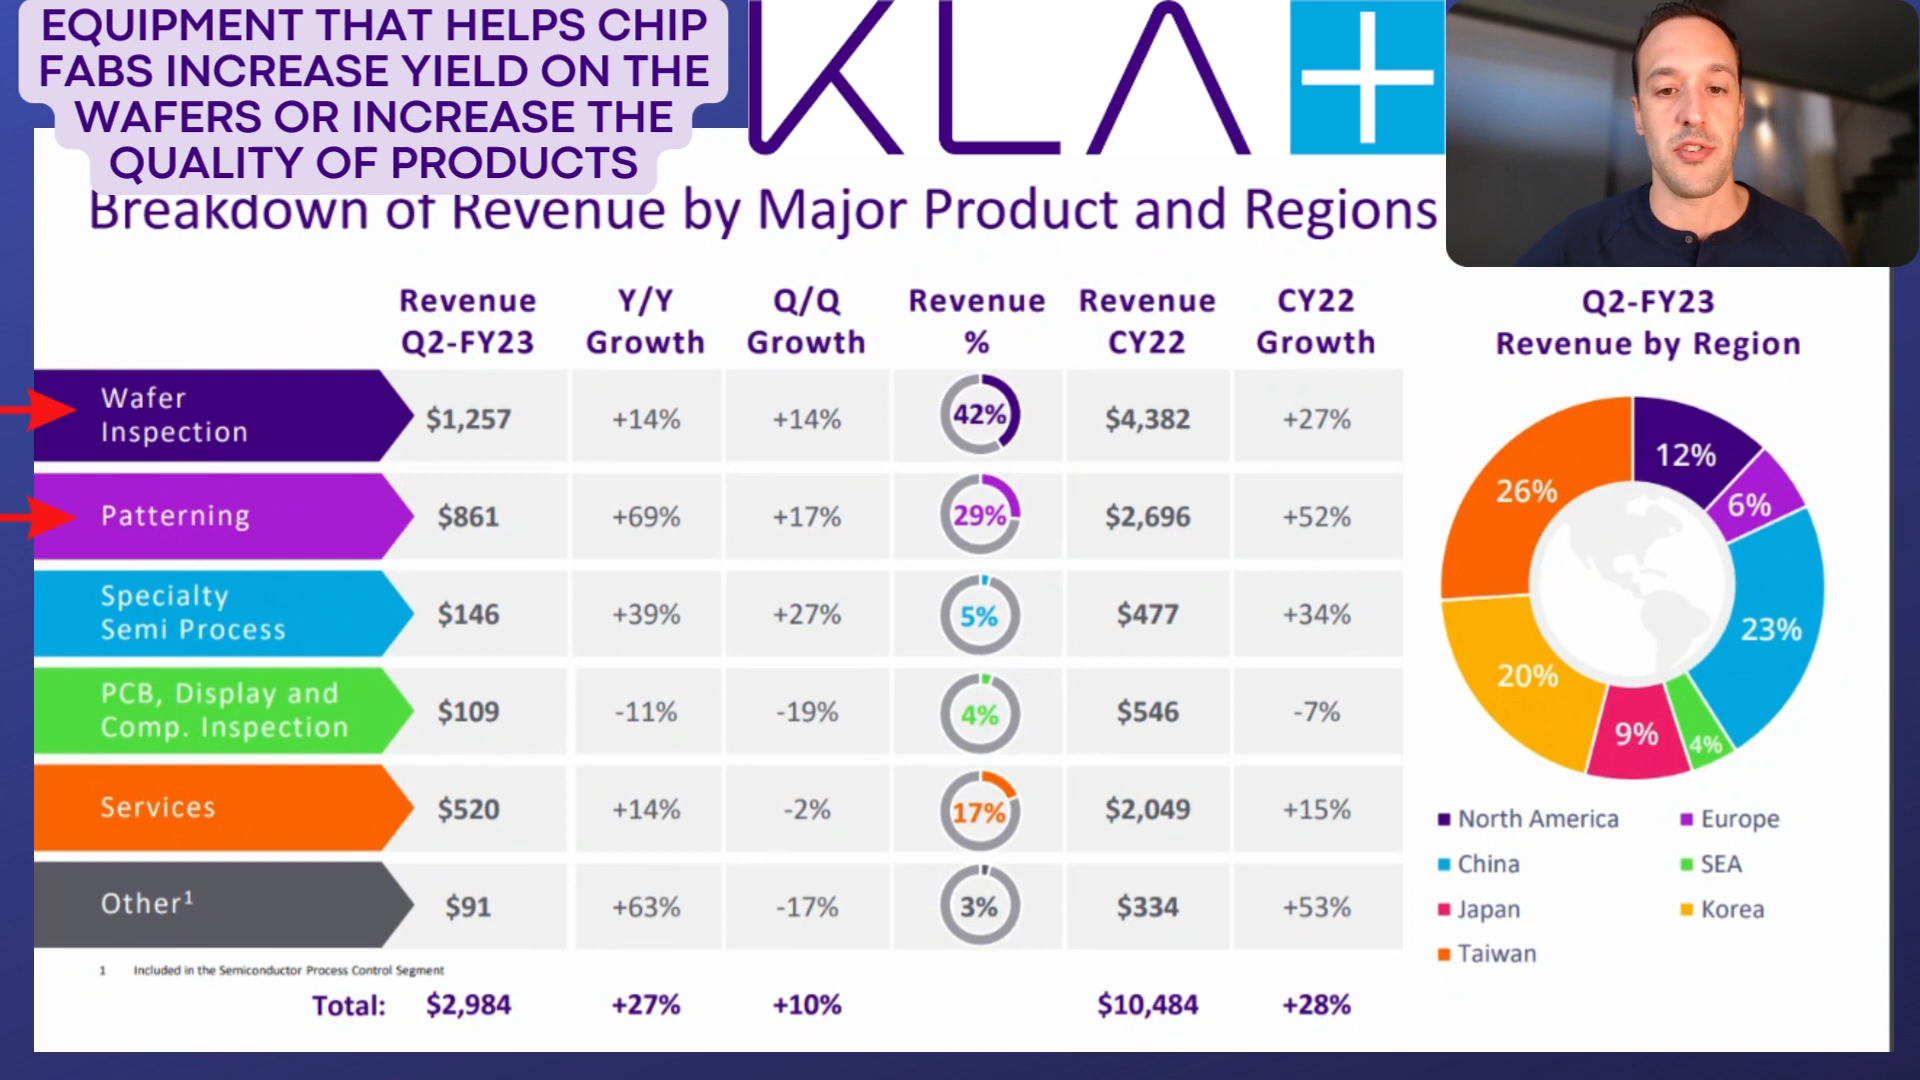 EQUIPMENT THAT HELPS CHIP
FABS INCREASE YIELD ON THE
WAFERS OR INCREASE THE
QUALITY OF PRODUCTS
KLA+
Breakdown of Revenue by Major Product and Regions
Revenue Q2-FY23
Y/Y Growth
Q/Q Growth
Revenue %
Revenue CY22
CY22 Growth
Wafer Inspection $1,257 +14% +14% 42% $4,382 +27%
Patterning $861 +69% +17% 29% $2,696 +52%
Specialty Semi Process $146 +39% +27% 5% $477 +34%
PCB, Display and Comp. Inspection $109 -11% -19% 4% $546 -7%
Services $520 +14% -2% 17% $2,049 +15%
Other¹ $91 +63% -17% 3% $334 +53%
1 Included in the Semiconductor Process Control Segment
Total: $2,984 +27% +10% $10,484 +28%
Q2-FY23
Revenue by Region
12%
6%
23%
4%
9%
20%
26%
North America
Europe
China
SEA
Japan
Korea
Taiwan